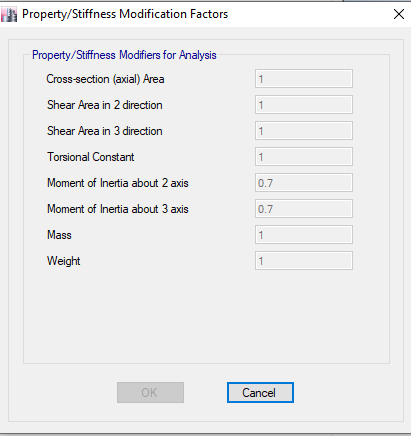 Property/Stiffness Modification Factors
Property/Stiffness Modifiers for Analysis
Cross-section (axial) Area 1
Shear Area in 2 direction 1
Shear Area in 3 direction 1
Torsional Constant 1
Moment of Inertia about 2 axis 0.7
Moment of Inertia about 3 axis 0.7
Mass 1
Weight 1
OK Cancel